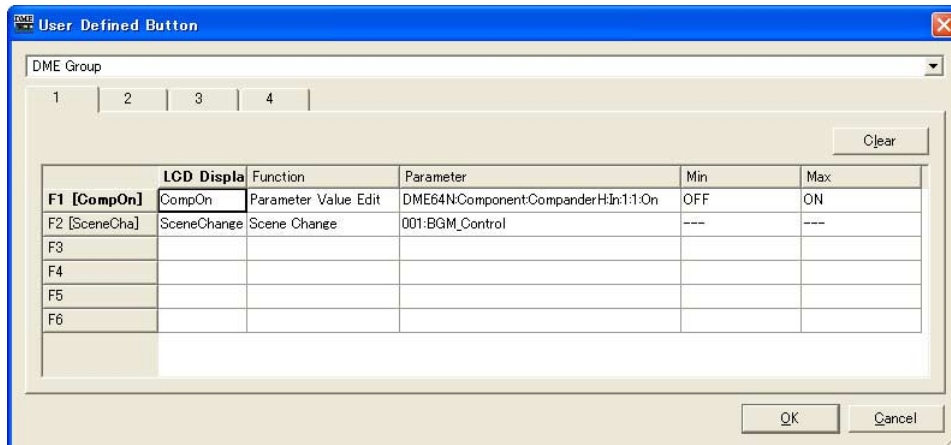 DME User Defined Button
DME Group
1 2 3 4
Clear
LCD Displa Function Parameter Min Max
F1 [CompOn] CompOn Parameter Value Edit DME64N:Component:CompanderH:In:1:1:On OFF ON
F2 [SceneCha] SceneChange Scene Change 001:BGM_Control --- ---
F3
F4
F5
F6
OK Cancel